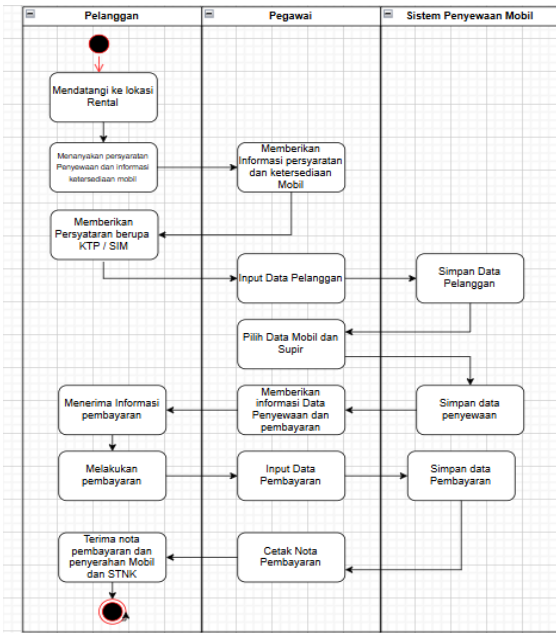 Pelanggan
Pegawai
Sistem Penyewaan Mobil
Mendatangi ke lokasi
Rental
Menanyakan persyaratan
Penyewaan dan informasi
ketersediaan mobil
Memberikan
Informasi persyaratan
dan ketersediaan
Mobil
Memberikan
Persyataran berupa
KTP / SIM
Input Data Pelanggan
Simpan Data
Pelanggan
Pilih Data Mobil dan
Supir
Menerima Informasi
pembayaran
Memberikan
informasi Data
Penyewaan dan
pembayaran
Simpan data
penyewaan
Melakukan
pembayaran
Input Data
Pembayaran
Simpan data
Pembayaran
Terima nota
pembayaran dan
penyerahan Mobil
dan STNK
Cetak Nota
Pembayaran